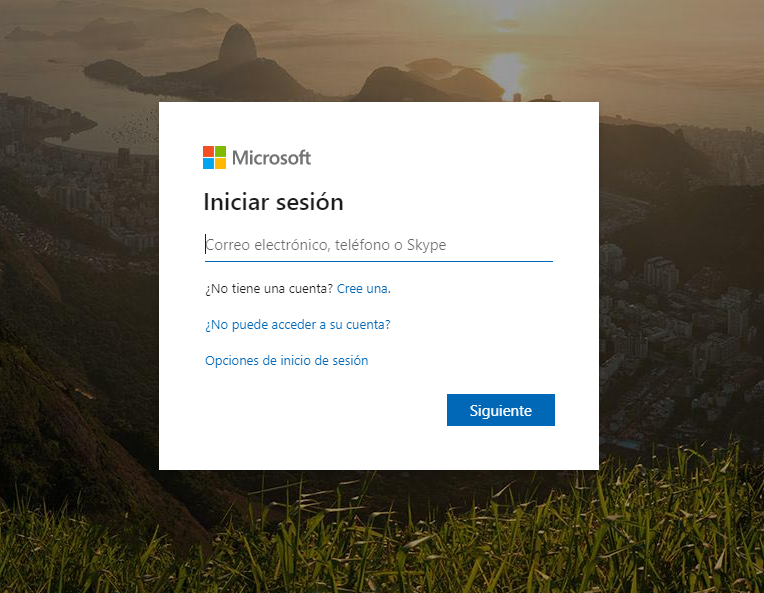 Microsoft
Iniciar sesión
Correo electrónico, teléfono o Skype
¿No tiene una cuenta? Cree una.
¿No puede acceder a su cuenta?
Opciones de inicio de sesión
Siguiente